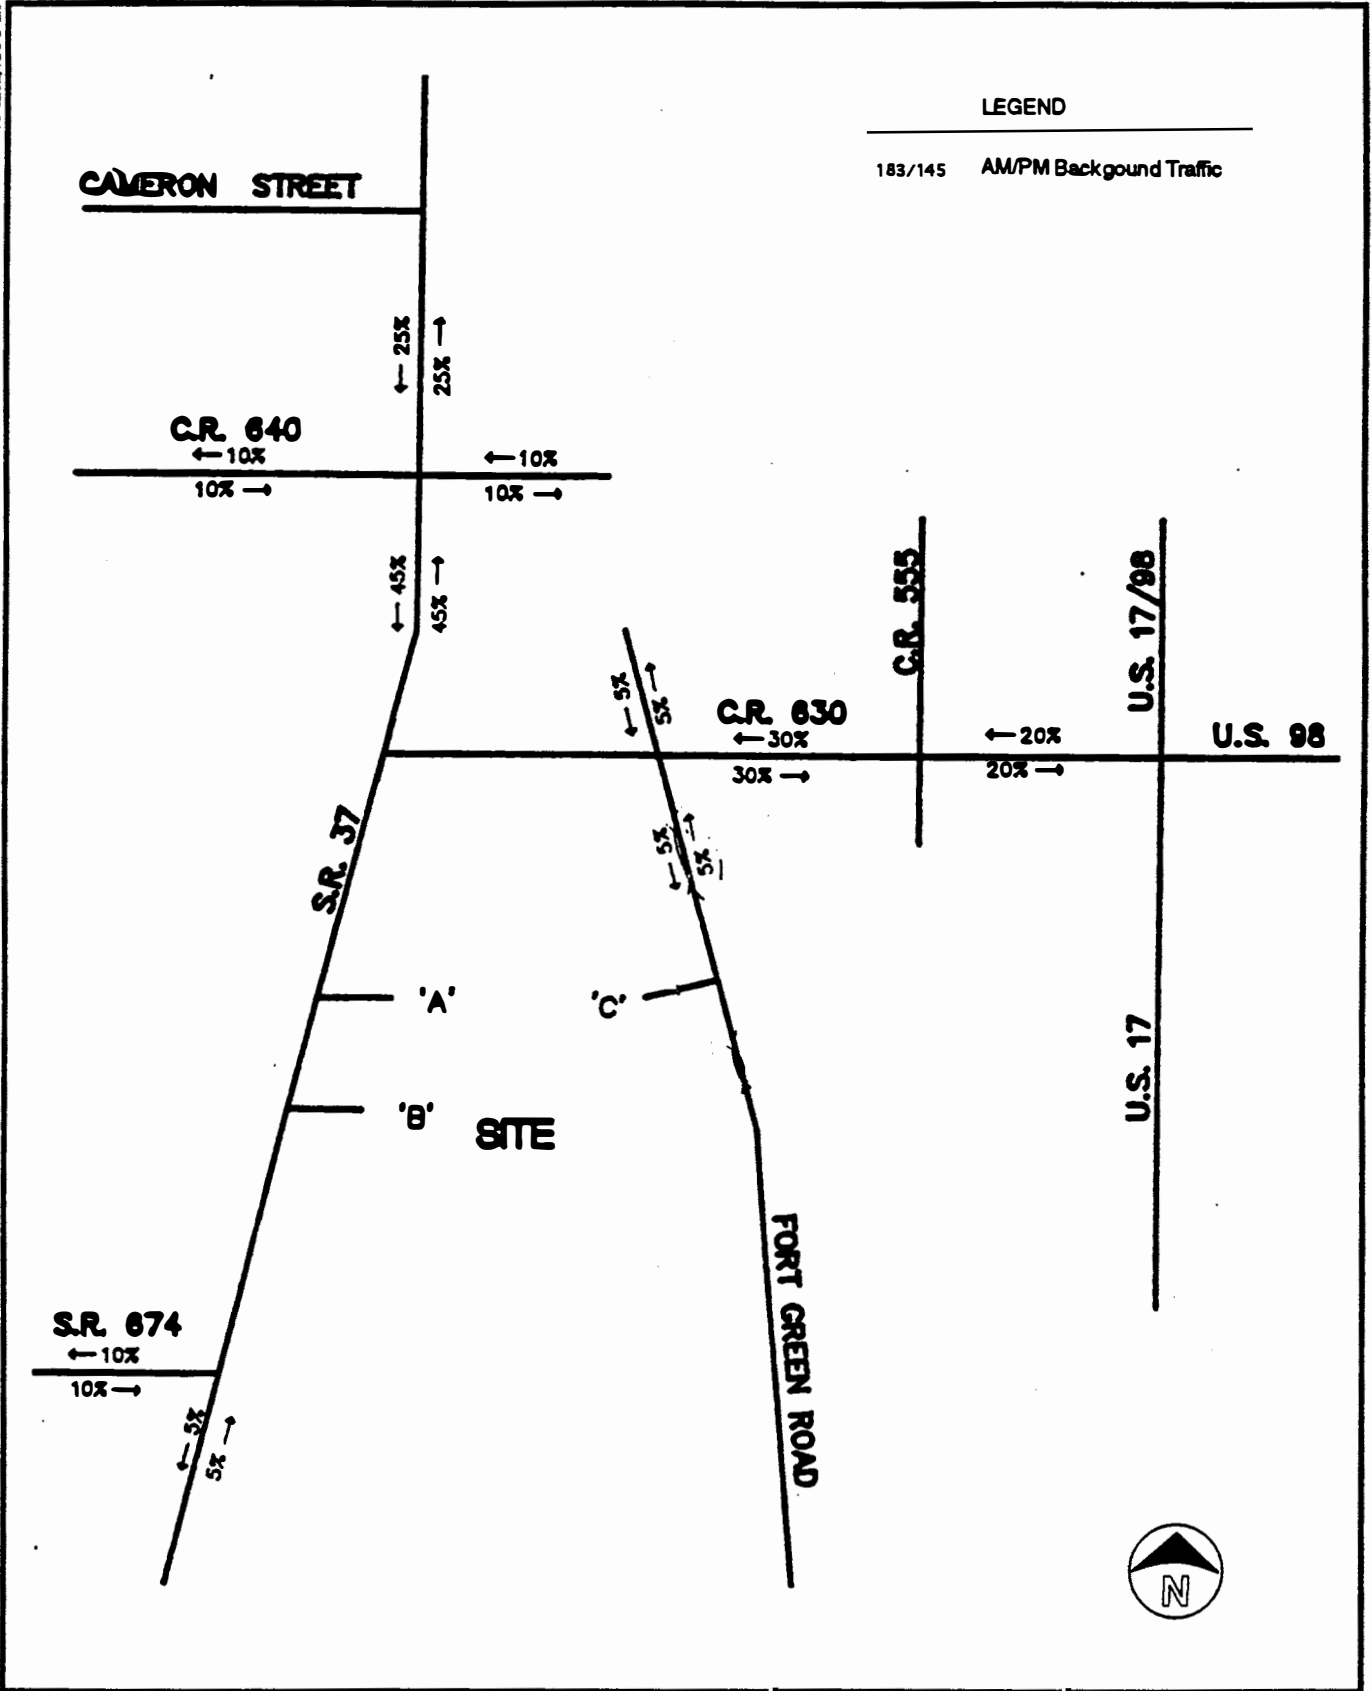 LEGEND
183/145 AM/PM Backgound Traffic
CAMERON STREET
← 25%
25% →
C.R. 640
← 10%
10% →
← 10%
10% →
← 45%
45% →
C.R. 555
U.S. 17/98
← 5%
5% →
C.R. 630
← 30%
30% →
← 20%
20% →
U.S. 98
S.R. 37
← 5%
5% →
'A'
'C'
'B'
SITE
U.S. 17
FORT GREEN ROAD
S.R. 674
← 10%
10% →
← 5%
5% →
N